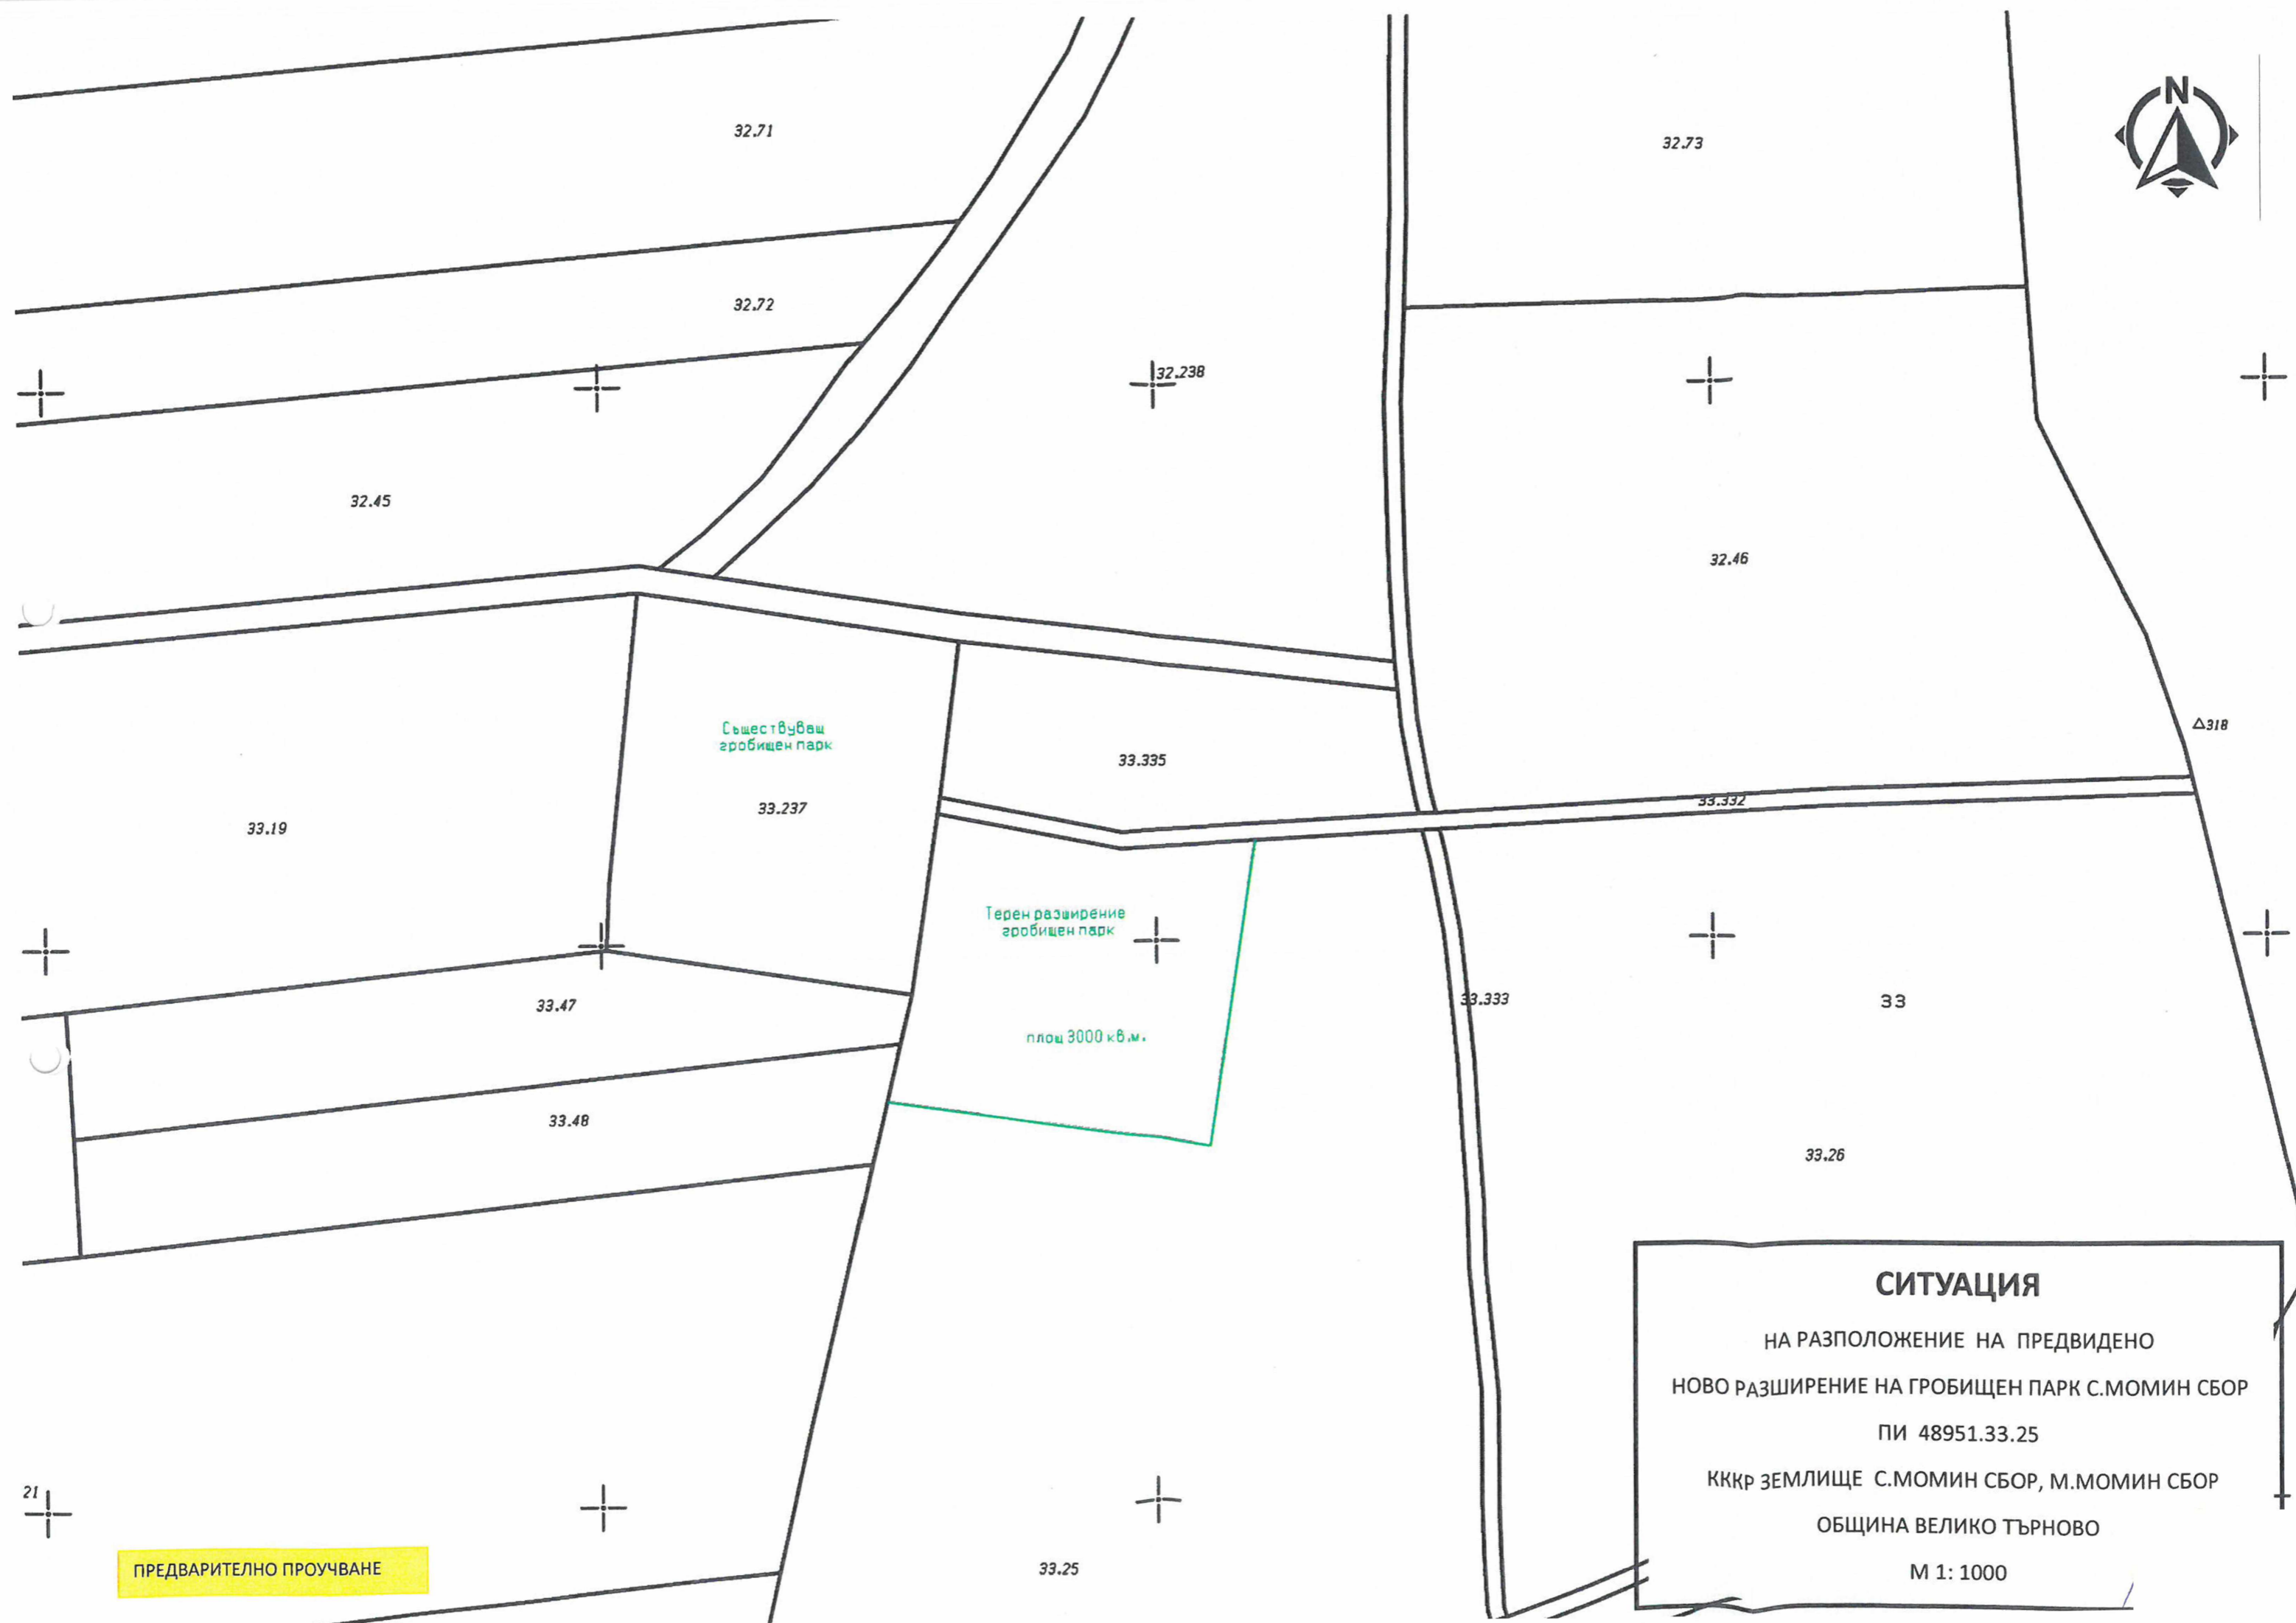 N
32.71
32.73
32.72
32.238
32.45
32.46
Съществуващ
гробищен парк
318
33.335
33.237
33.332
33.19
Терен разширение
гробищен парк
33.47
33.333
33
площ 3000 кв.м.
33.48
33.26
СИТУАЦИЯ
НА РАЗПОЛОЖЕНИЕ НА ПРЕДВИДЕНО
НОВО РАЗШИРЕНИЕ НА ГРОБИЩЕН ПАРК С.МОМИН СБОР
ПИ 48951.33.25
КККР ЗЕМЛИЩЕ С.МОМИН СБОР, М.МОМИН СБОР
ОБЩИНА ВЕЛИКО ТЪРНОВО
М 1: 1000
21
ПРЕДВАРИТЕЛНО ПРОУЧВАНЕ
33.25